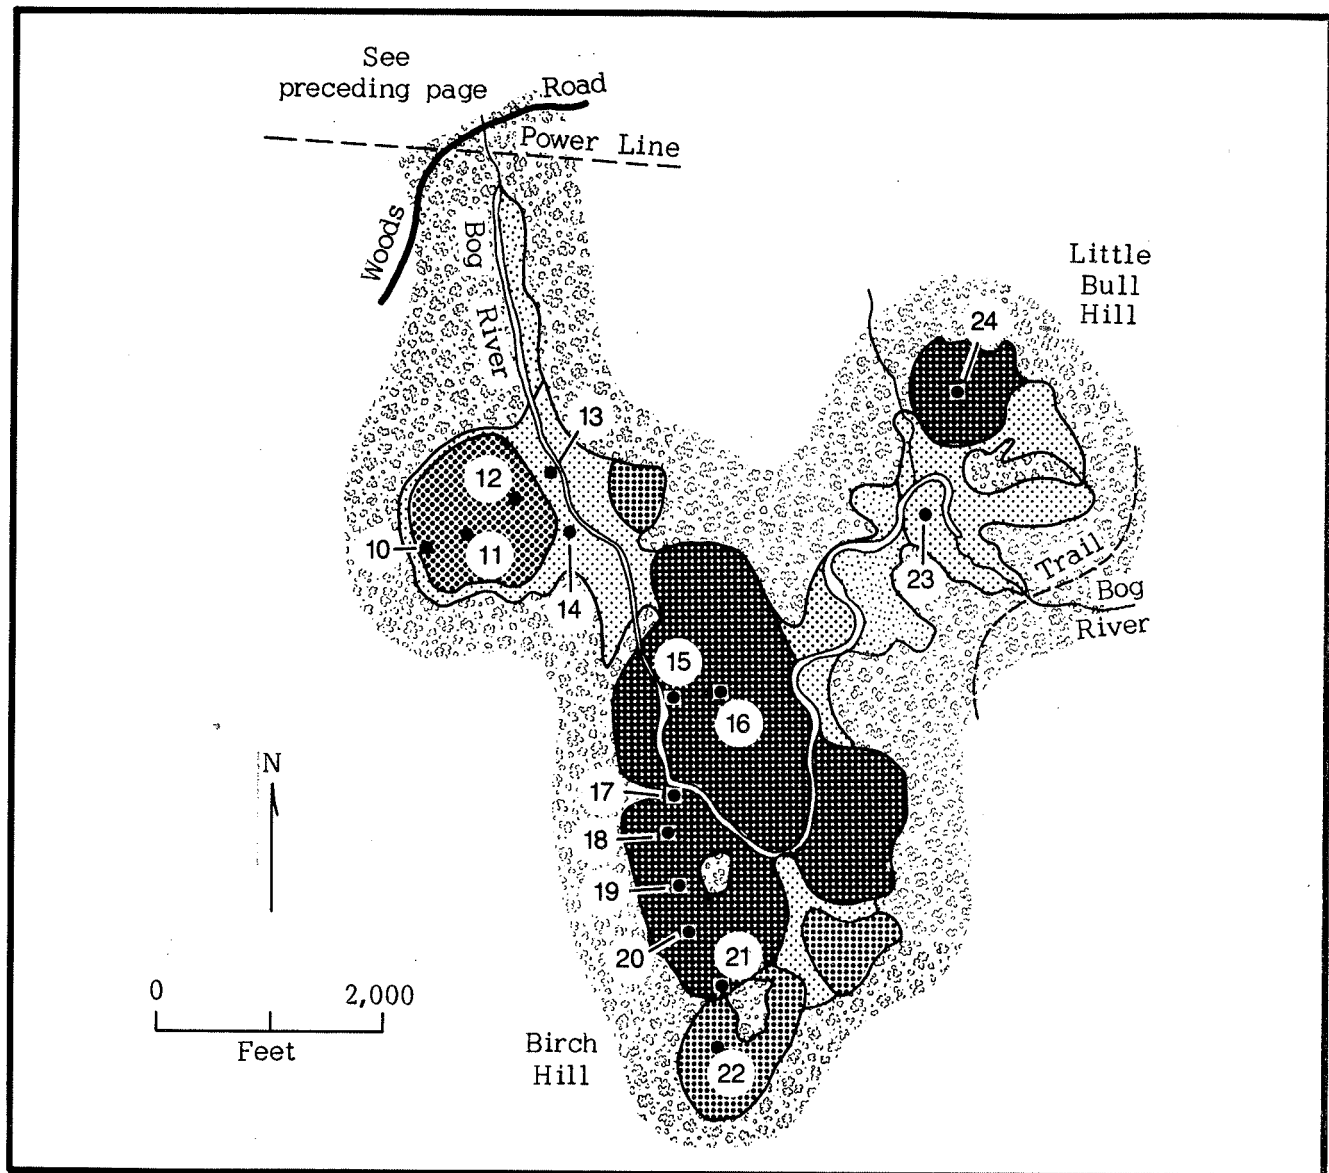 See
preceding page
Road
Power Line
Woods
Bog
River
Little
Bull
Hill
24
13
12
10
11
14
23
Trail
Bog
River
15
16
N
17
18
19
20
21
0 2,000
Feet
Birch
Hill
22